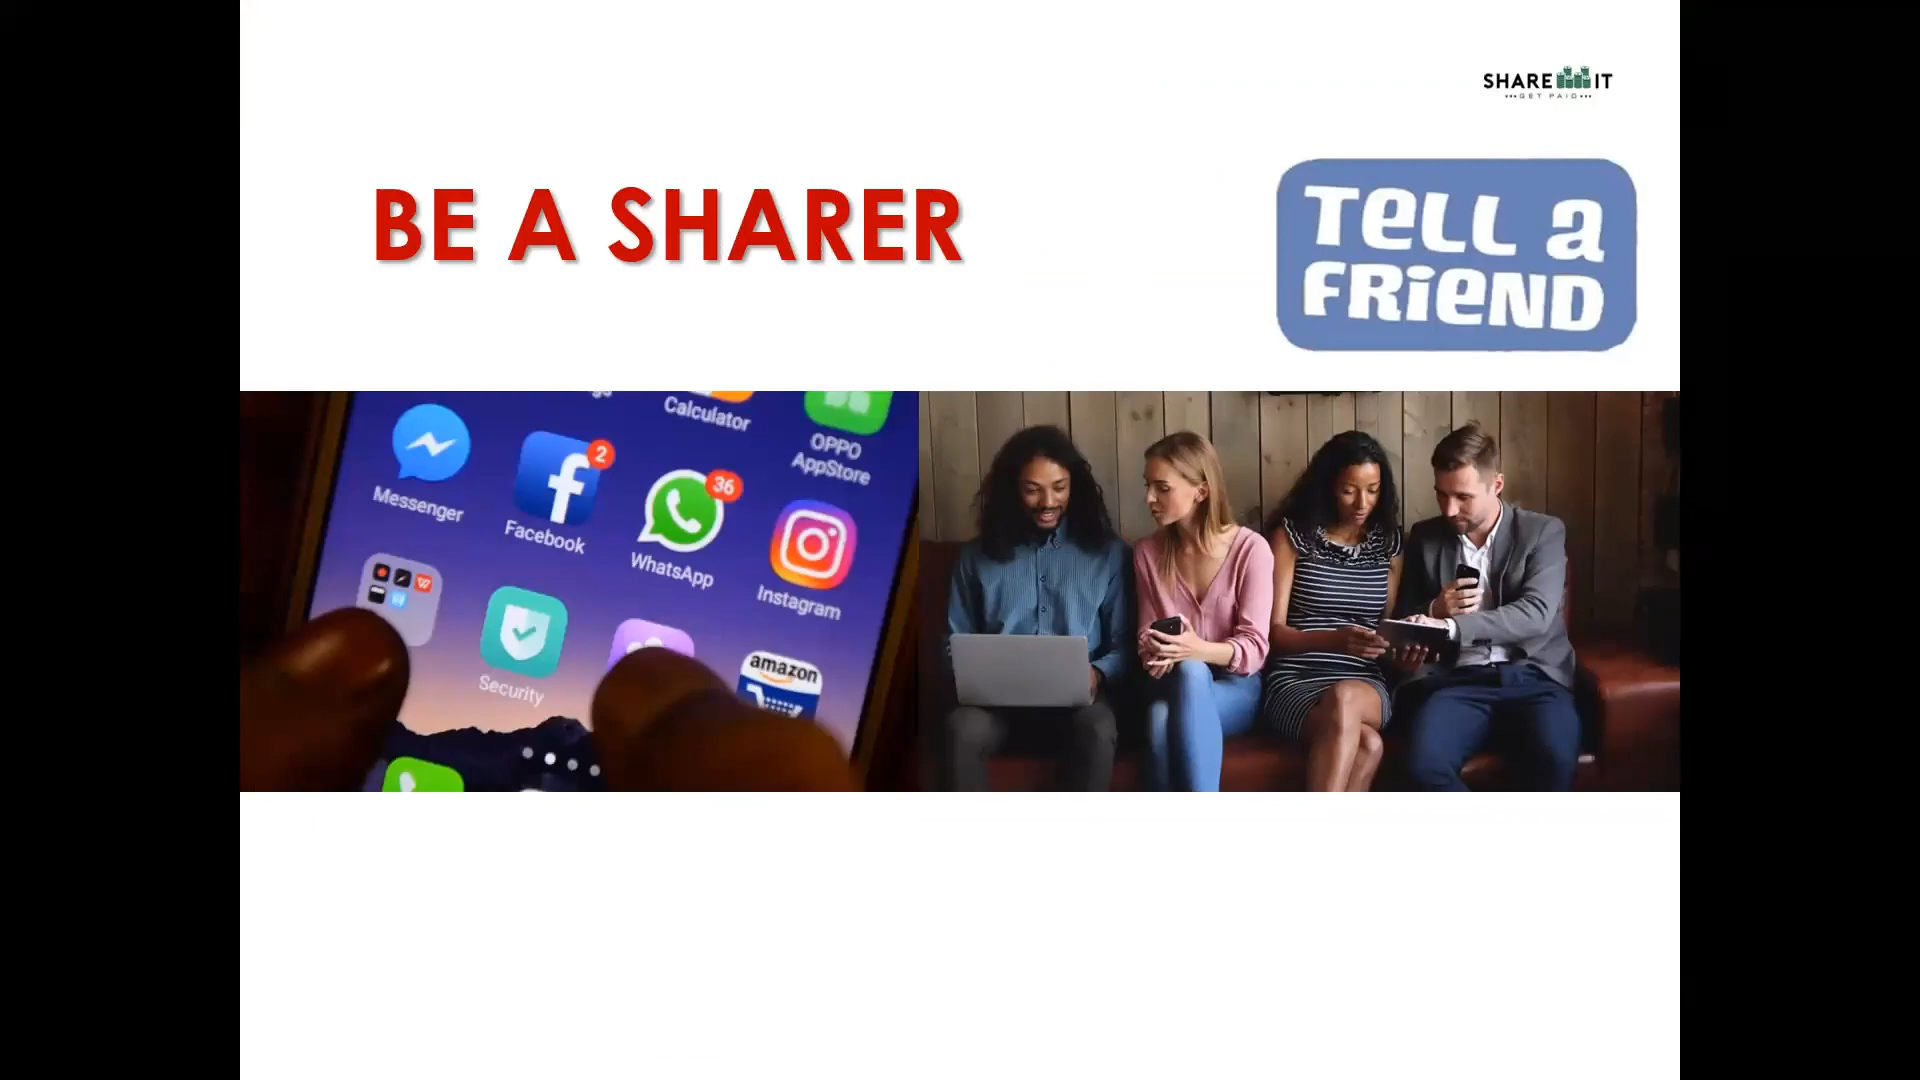 SHARE IT
•••GET PAID•••
BE A SHARER
TELL a
FRIEND
Calculator
OPPO
AppStore
Messenger
Facebook
2
WhatsApp
36
Instagram
Security
amazon